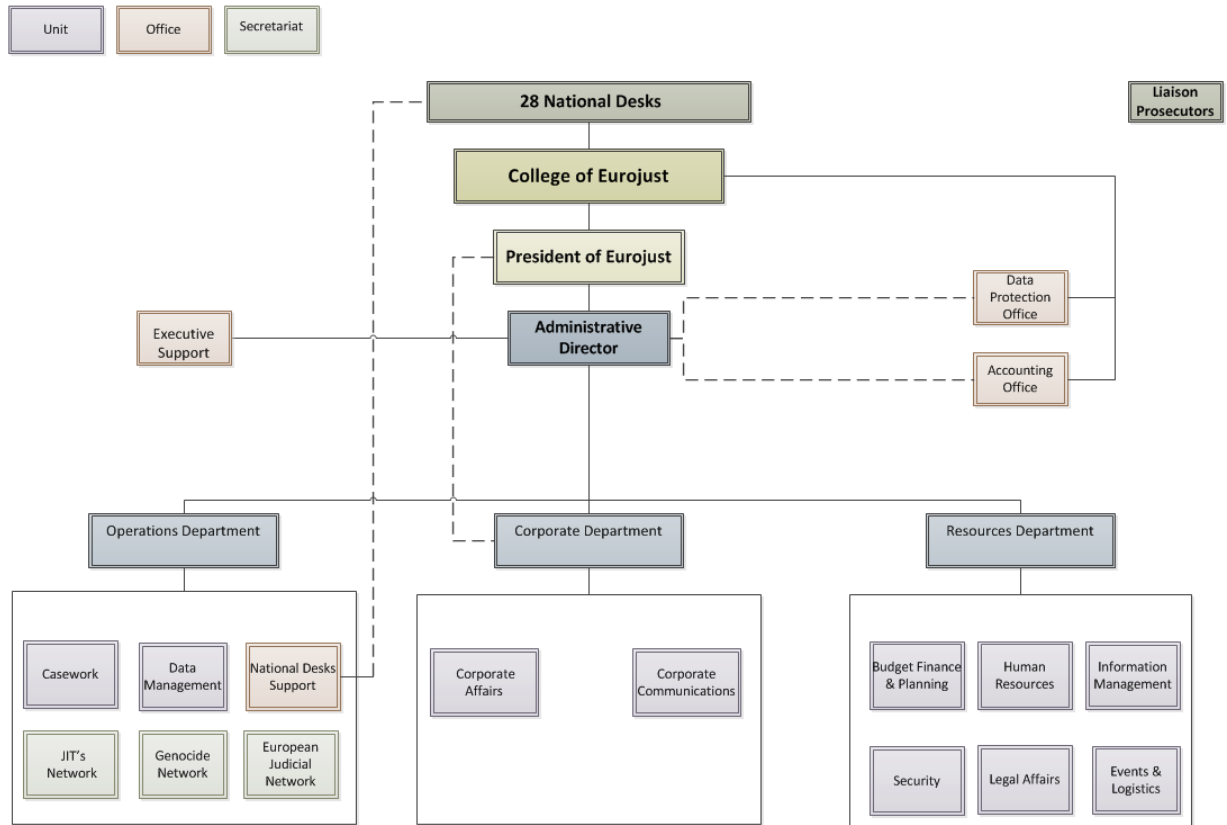 Unit
Office
Secretariat
28 National Desks
Liaison
Prosecutors
College of Eurojust
President of Eurojust
Data
Protection
Office
Executive
Support
Administrative
Director
Accounting
Office
Operations Department
Corporate Department
Resources Department
Casework
Data
Management
National Desks
Support
Corporate
Affairs
Corporate
Communications
Budget Finance
& Planning
Human
Resources
Information
Management
JIT's
Network
Genocide
Network
European
Judicial
Network
Security
Legal Affairs
Events &
Logistics